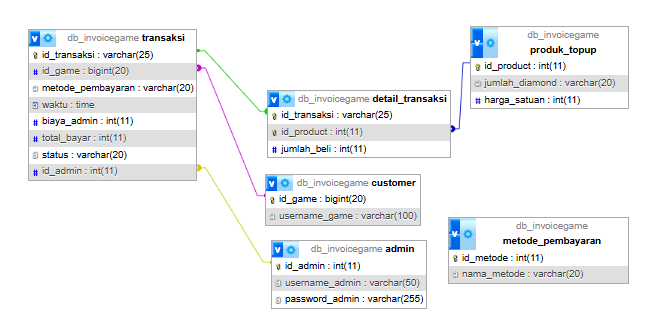 db_invoicegame transaksi
id_transaksi : varchar(25)
# id_game : bigint(20)
metode_pembayaran : varchar(20)
waktu : time
# biaya_admin : int(11)
# total_bayar : int(11)
status : varchar(20)
# id_admin : int(11)
db_invoicegame detail_transaksi
id_transaksi : varchar(25)
id_product : int(11)
# jumlah_beli : int(11)
db_invoicegame
produk_topup
id_product : int(11)
jumlah_diamond : varchar(20)
# harga_satuan : int(11)
db_invoicegame customer
id_game : bigint(20)
username_game : varchar(100)
db_invoicegame admin
id_admin : int(11)
username_admin : varchar(50)
password_admin : varchar(255)
db_invoicegame
metode_pembayaran
id_metode : int(11)
nama_metode : varchar(20)